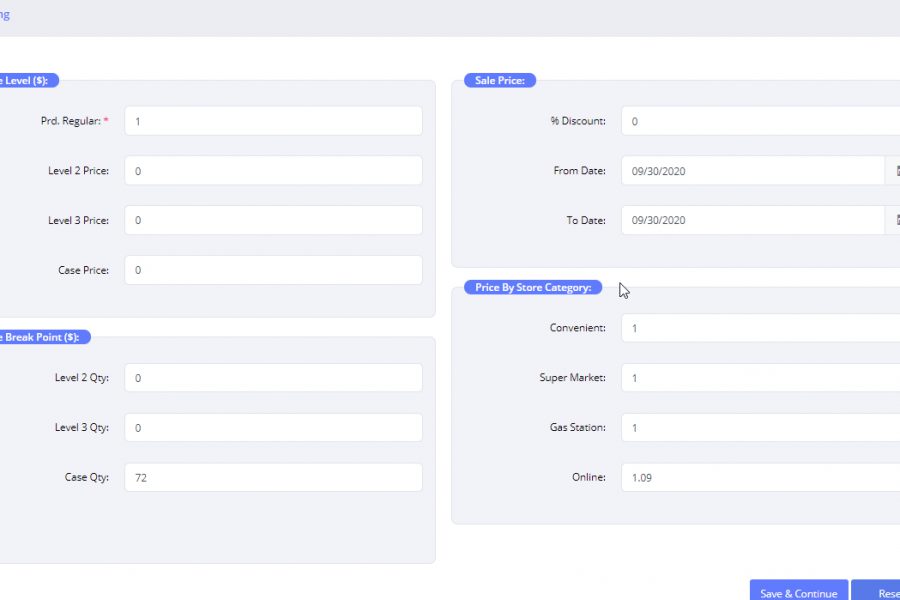 ng
e Level ($):
Prd. Regular: *
1
Level 2 Price:
0
Level 3 Price:
0
Case Price:
0
e Break Point ($):
Level 2 Qty:
0
Level 3 Qty:
0
Case Qty:
72
Sale Price:
% Discount:
0
From Date:
09/30/2020
To Date:
09/30/2020
Price By Store Category:
Convenient:
1
Super Market:
1
Gas Station:
1
Online:
1.09
Save & Continue
Rese